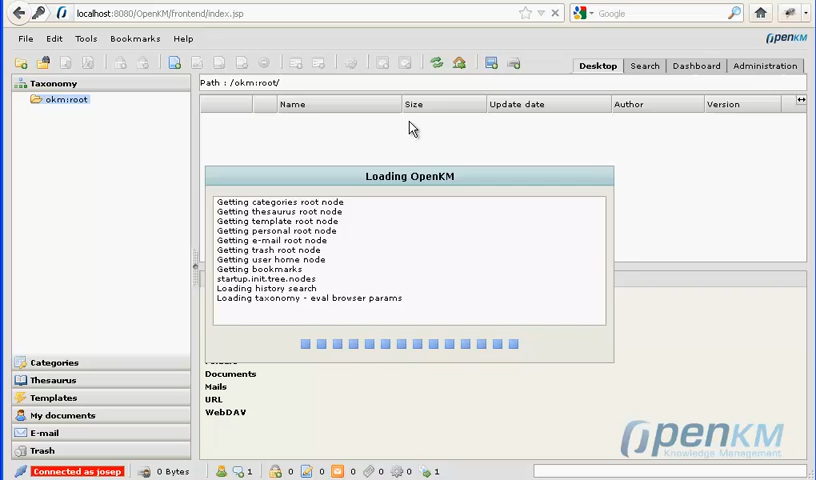 localhost:8080/OpenKM/frontend/index.jsp
Google
File Edit Tools Bookmarks Help
OpenKM
Desktop Search Dashboard Administration
Taxonomy
Path : /okm:root/
okm:root
Name Size Update date Author Version
Loading OpenKM
Getting categories root node
Getting thesaurus root node
Getting template root node
Getting personal root node
Getting e-mail root node
Getting trash root node
Getting user home node
Getting bookmarks
startup.init.tree.nodes
Loading history search
Loading taxonomy - eval browser params
Categories
Thesaurus
Templates
My documents
E-mail
Trash
Documents
Mails
URL
WebDAV
OpenKM
Knowledge Management
Connected as josep
0 Bytes
1
0 0 0 0 0 1